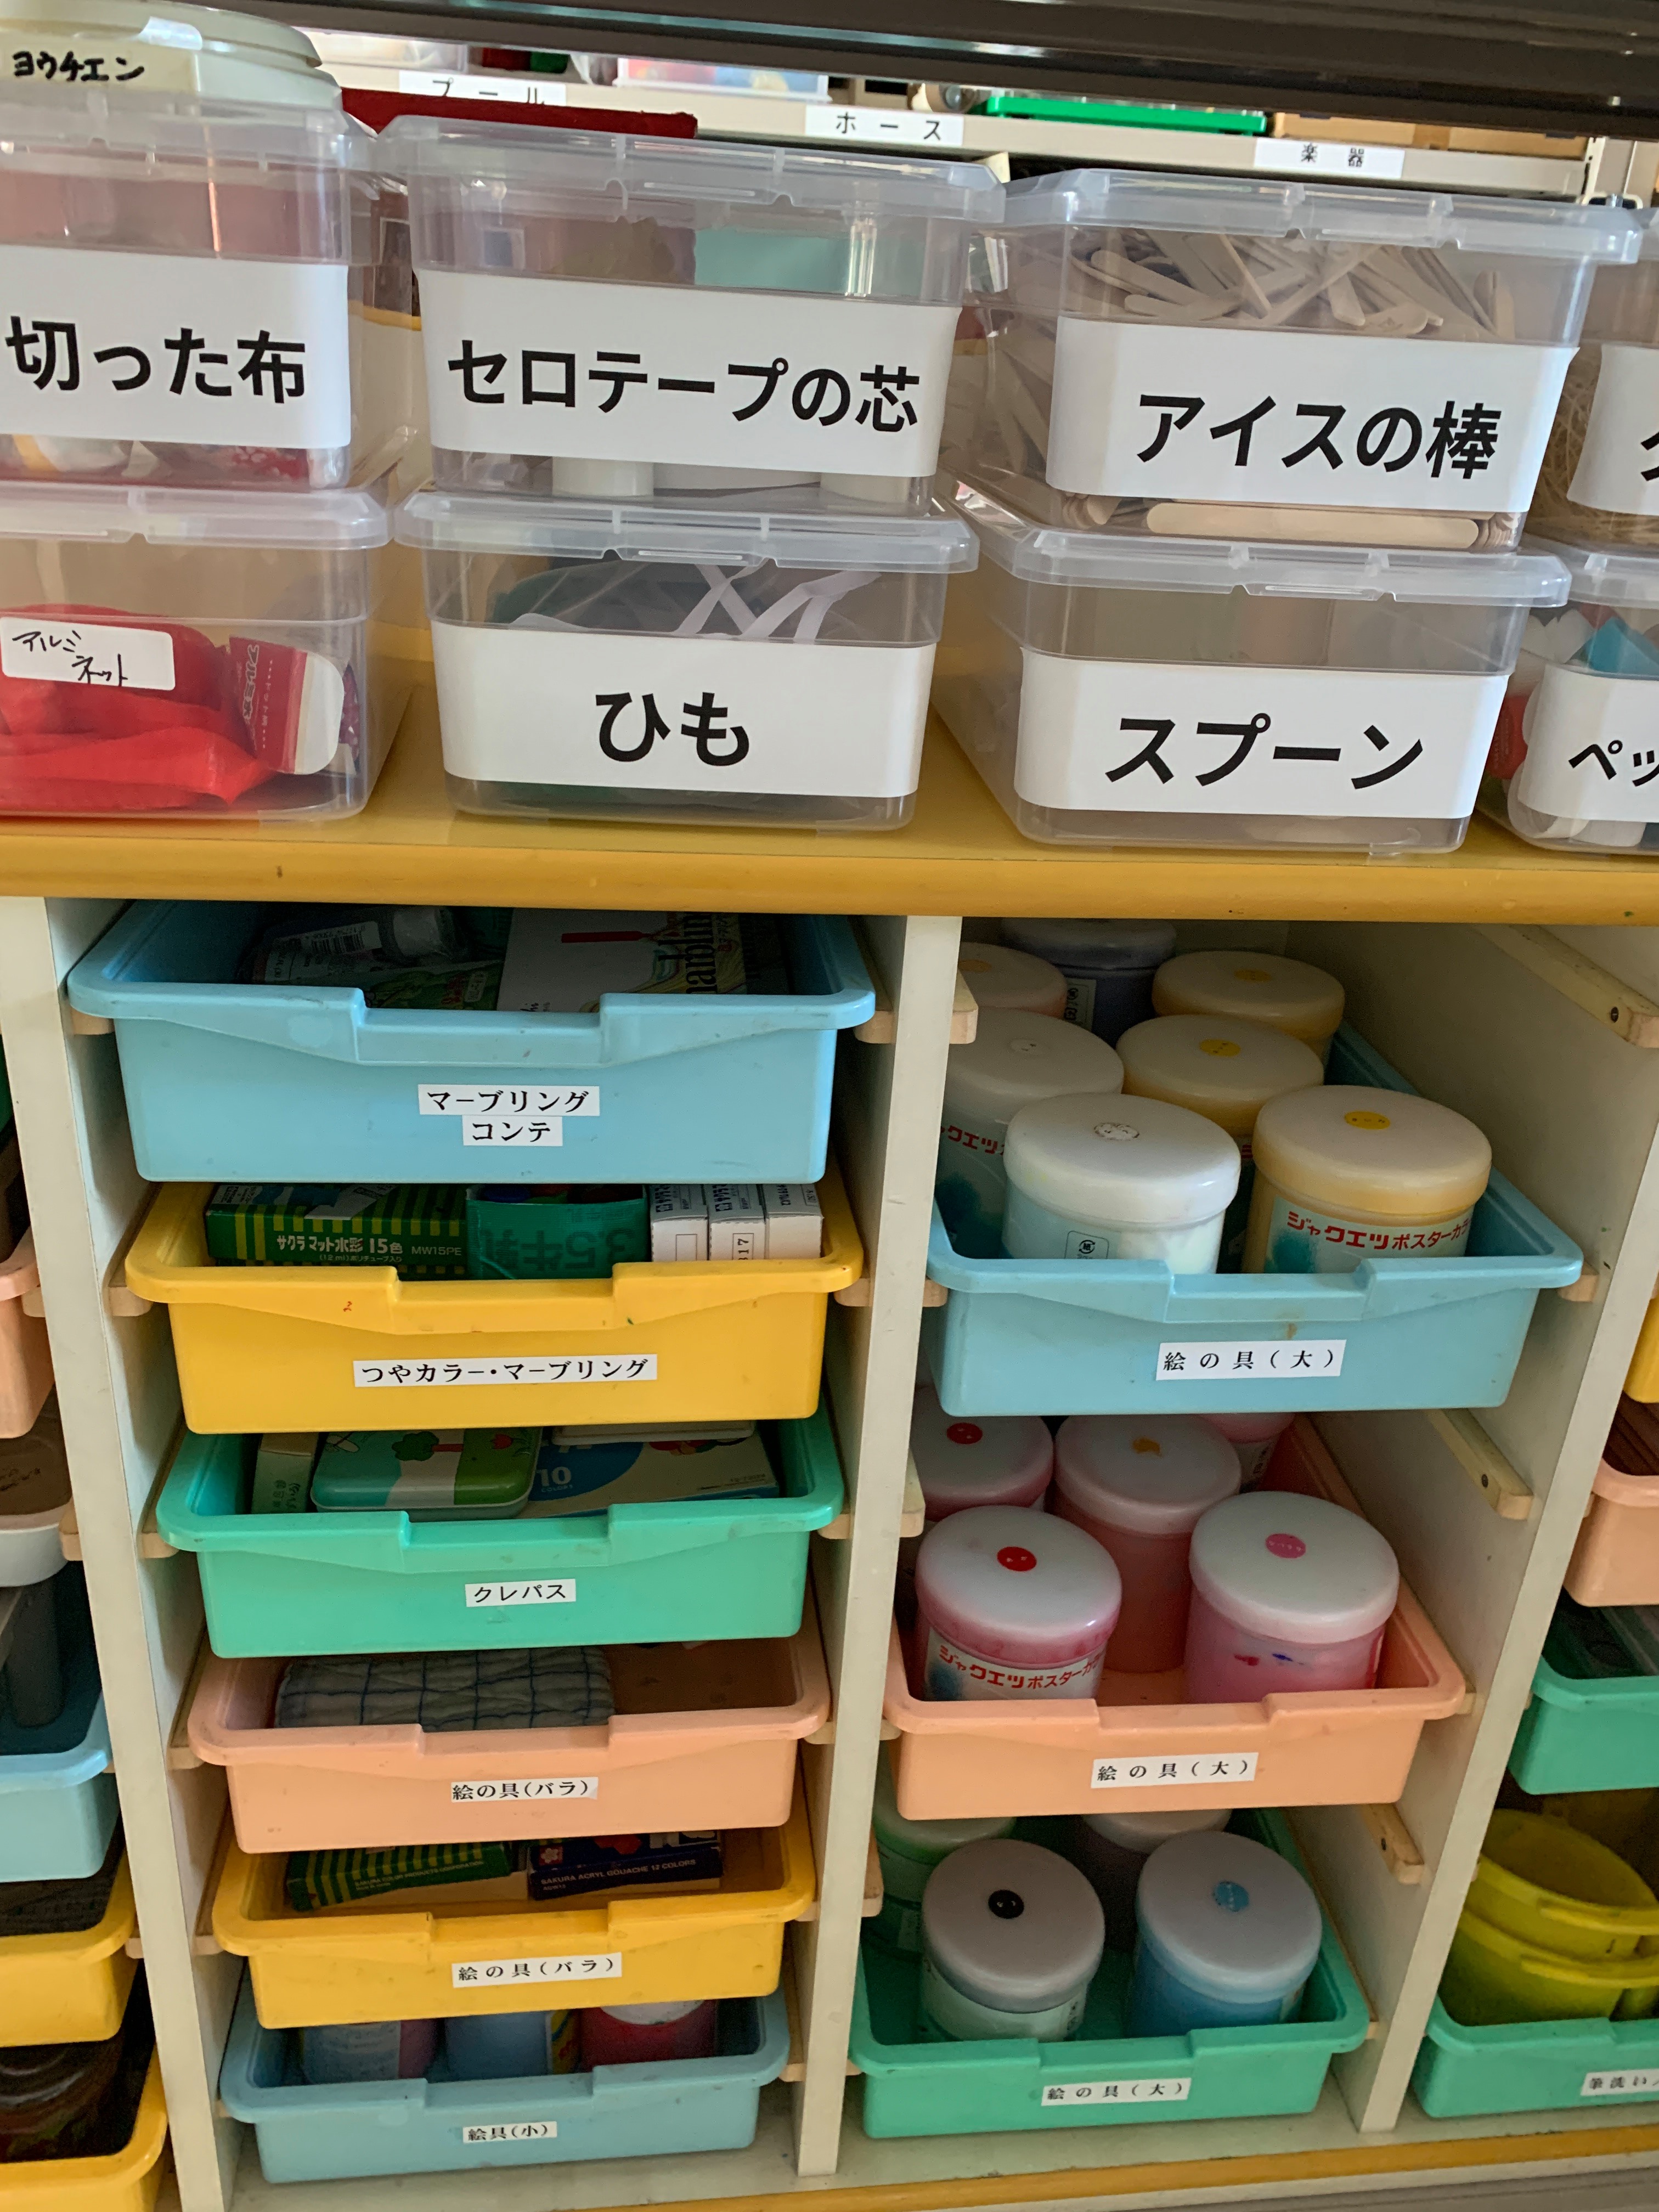 ヨウチエン
プール
ホース
楽器
切った布
セロテープの芯
アイスの棒
アルミ
ネット
ひも
スプーン
ペッ
マーブリング
コンテ
サクラ マット水彩 15色
MW15PE
つやカラー・マーブリング
ジャクエツポスターカラ
絵の具(大)
クレパス
ジャクエツポスターカ
絵の具(バラ)
絵の具(大)
SAKURA ACRYL GOUACHE 12 COLORS
絵の具(バラ)
絵の具(大)
筆洗い
絵具(小)